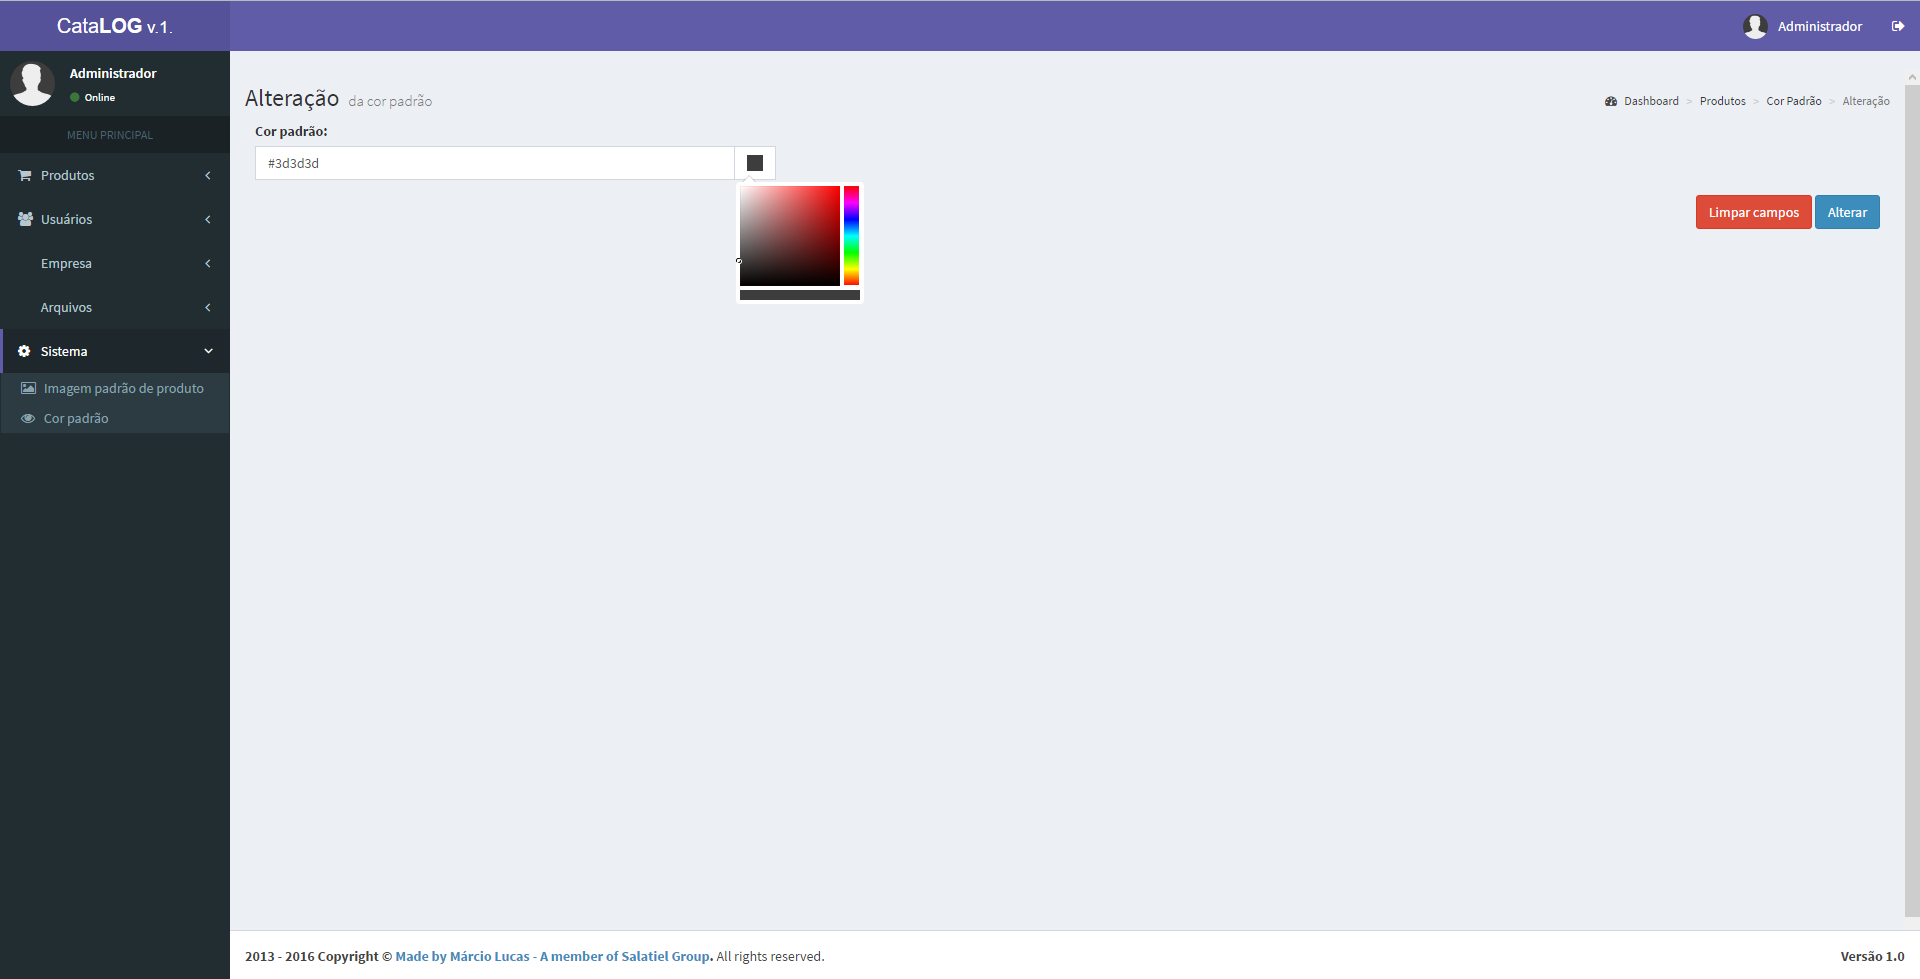 CataLOG v.1.
Administrador
Administrador
Online
MENU PRINCIPAL
Produtos
Usuários
Empresa
Arquivos
Sistema
Imagem padrão de produto
Cor padrão
Alteração da cor padrão
Dashboard > Produtos > Cor Padrão > Alteração
Cor padrão:
#3d3d3d
Limpar campos
Alterar
2013 - 2016 Copyright © Made by Márcio Lucas - A member of Salatiel Group. All rights reserved.
Versão 1.0